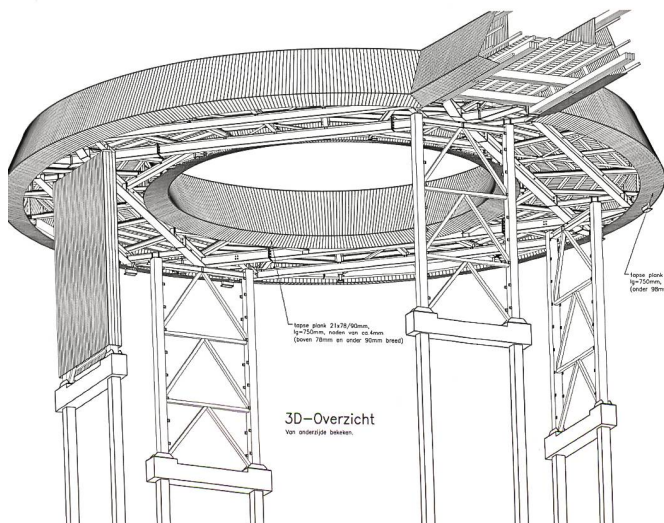 tapse plank 21x78/90mm,
lg=750mm, naden van ca 4mm
(boven 78mm en onder 90mm breed)
tapse plank
lg=750mm,
(onder 98m
3D-Overzicht
Van onderzijde bekeken.